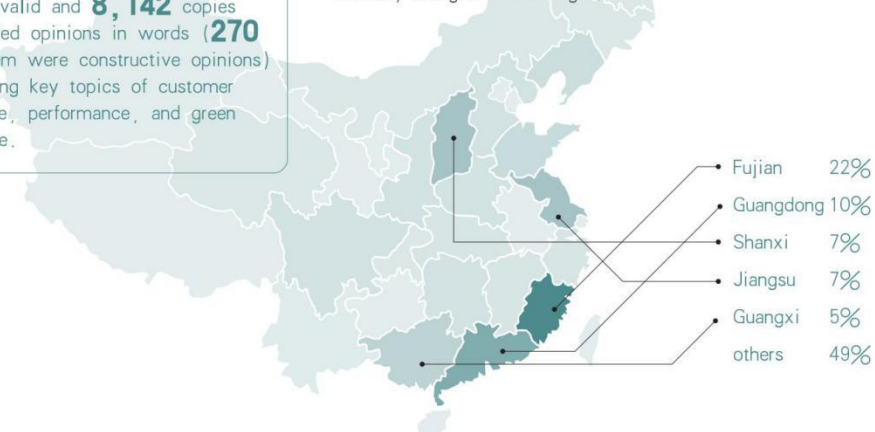 valid and 8,142 copies
ed opinions in words (270
m were constructive opinions)
ng key topics of customer
e, performance, and green
e.
Fujian 22%
Guangdong 10%
Shanxi 7%
Jiangsu 7%
Guangxi 5%
others 49%